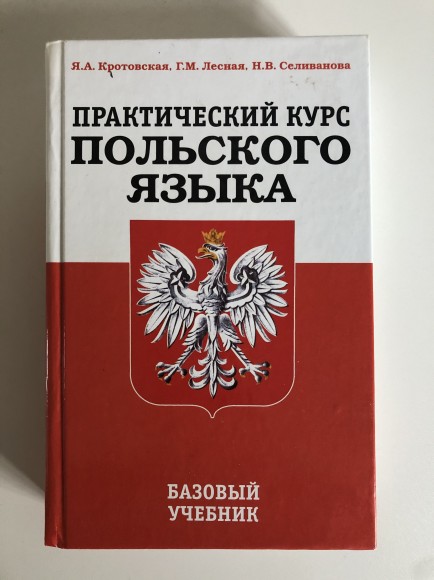 Я.А. Кротовская, Г.М. Лесная, Н.В. Селиванова
ПРАКТИЧЕСКИЙ КУРС
ПОЛЬСКОГО
ЯЗЫКА
БАЗОВЫЙ
УЧЕБНИК